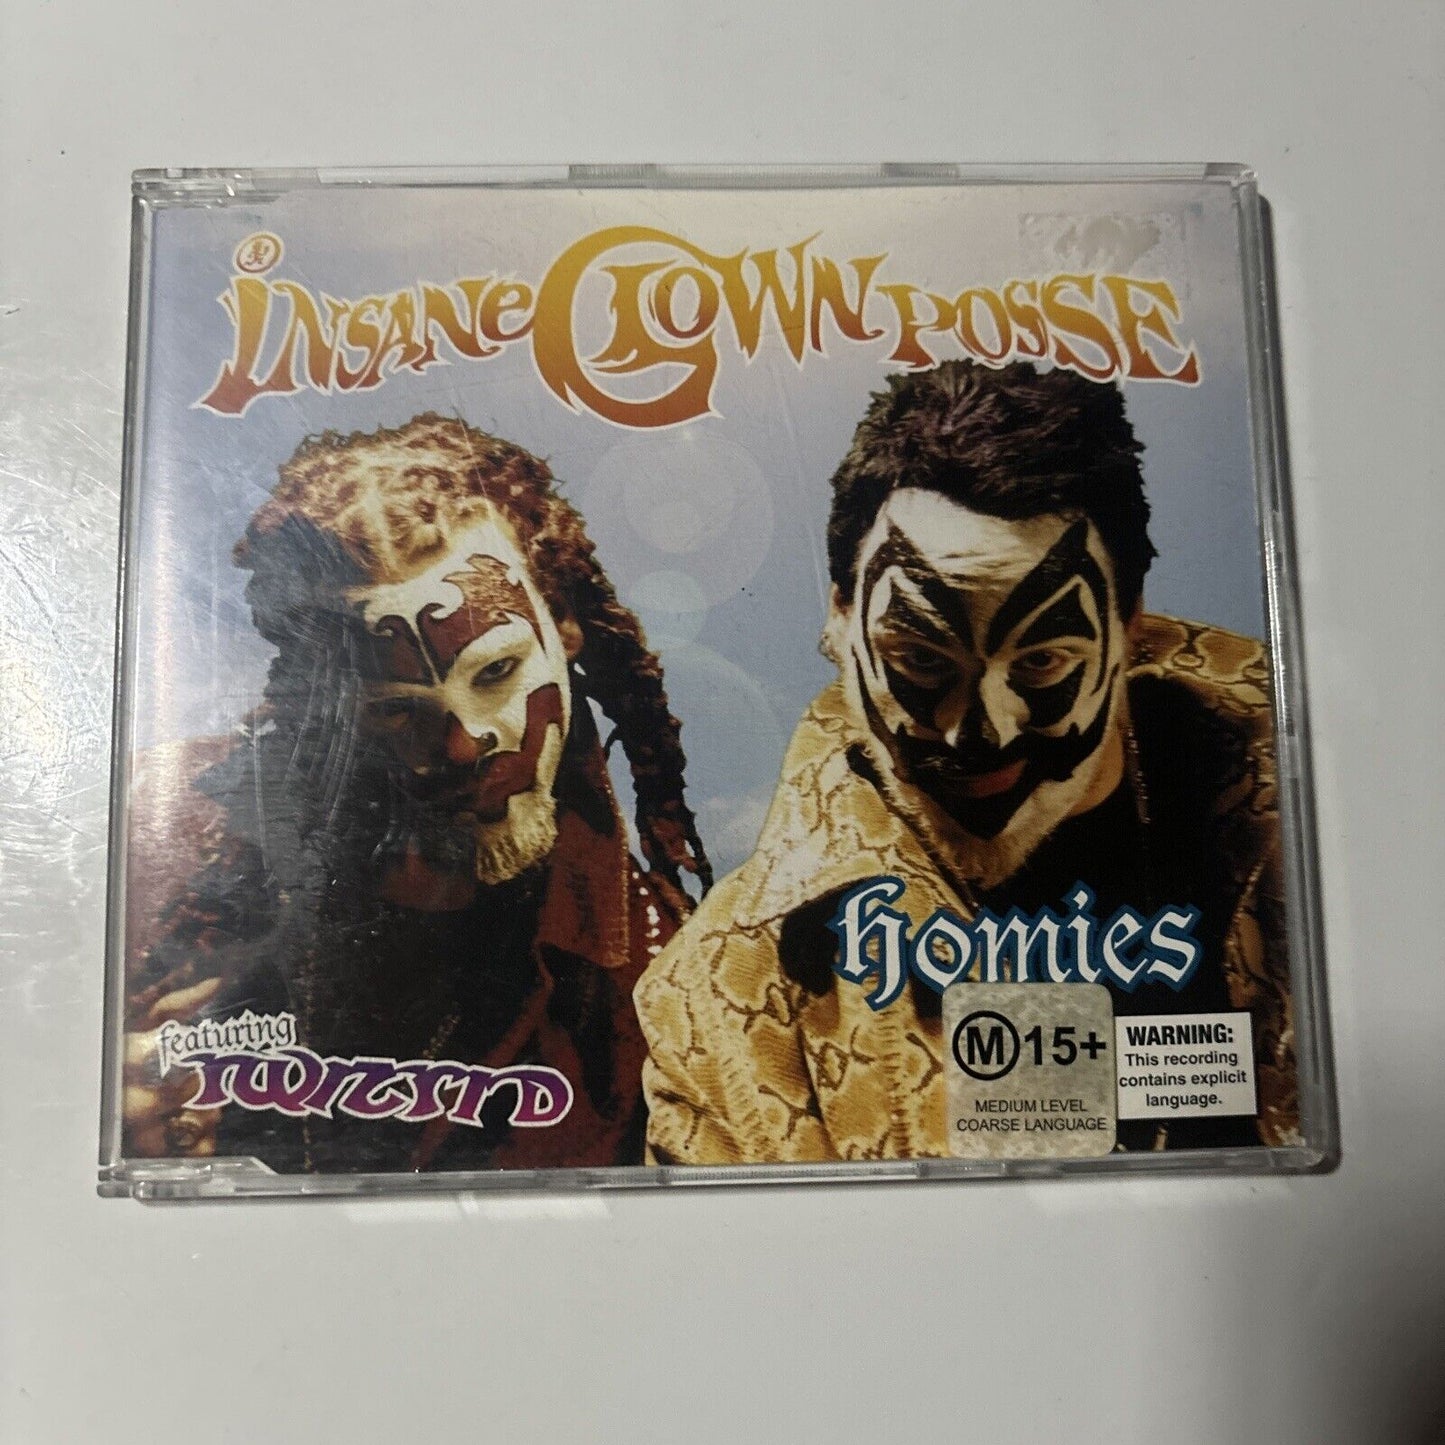 iNSANe CLOWN POSSE
homies
featuring
TWIZTID
M 15+
MEDIUM LEVEL
COARSE LANGUAGE
WARNING:
This recording
contains explicit
language.